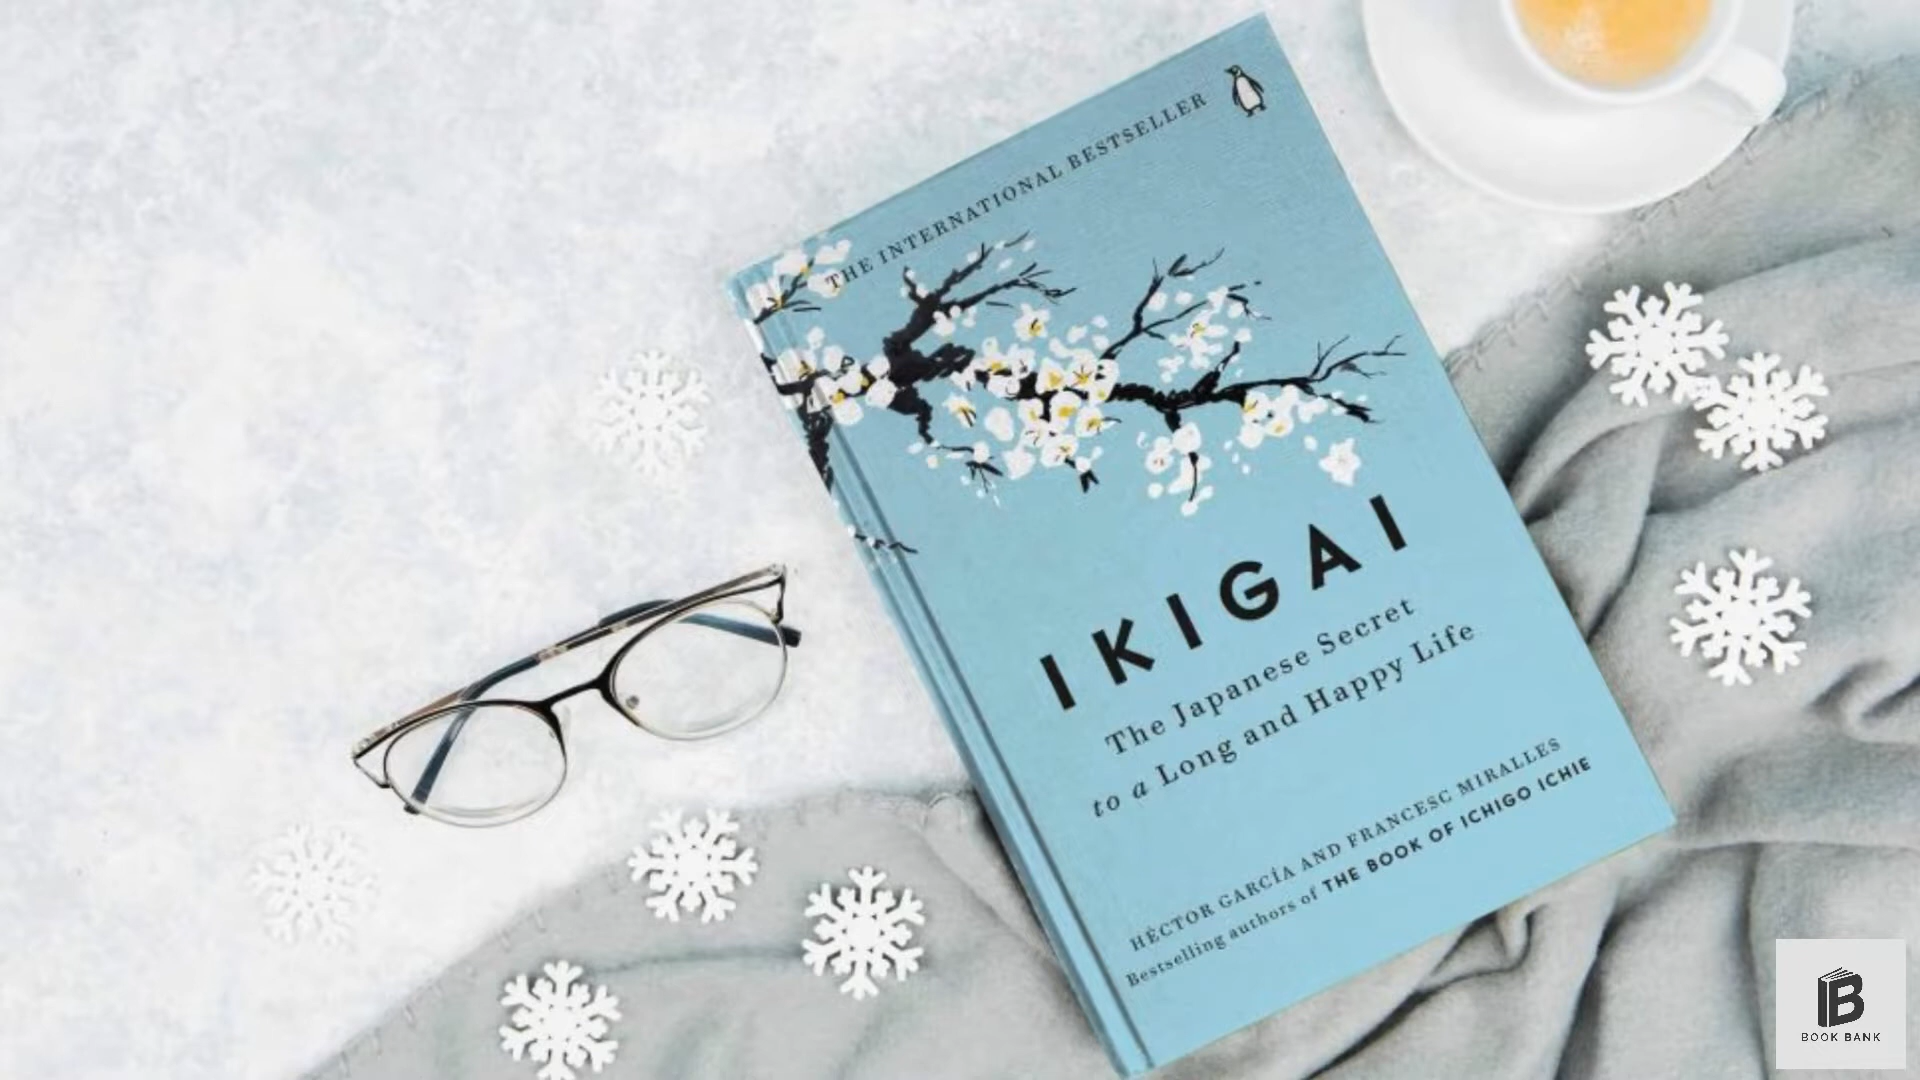 THE INTERNATIONAL BESTSELLER
IKIGAI
The Japanese Secret
to a Long and Happy Life
HÉCTOR GARCÍA AND FRANCESC MIRALLES
Bestselling authors of THE BOOK OF ICHIGO ICHIE
B
BOOK BANK